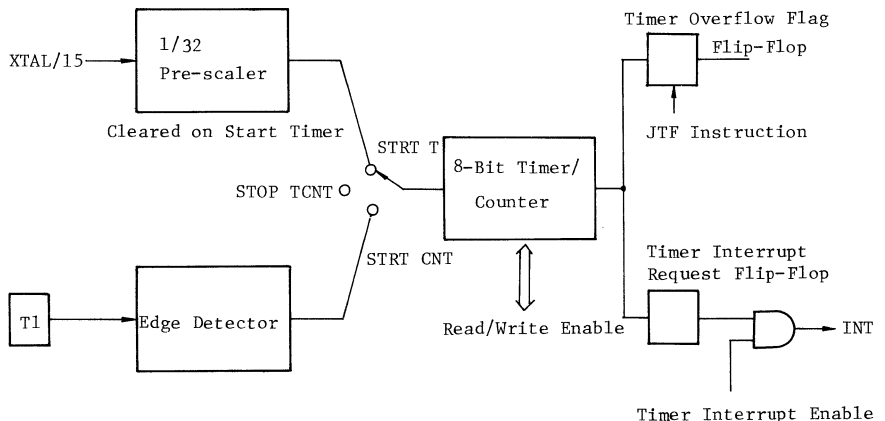 Timer Overflow Flag
Flip-Flop
XTAL/15
1/32
Pre-scaler
Cleared on Start Timer
JTF Instruction
STRT T
8-Bit Timer/
Counter
STOP TCNT
STRT CNT
Timer Interrupt
Request Flip-Flop
T1
Edge Detector
Read/Write Enable
INT
Timer Interrupt Enable